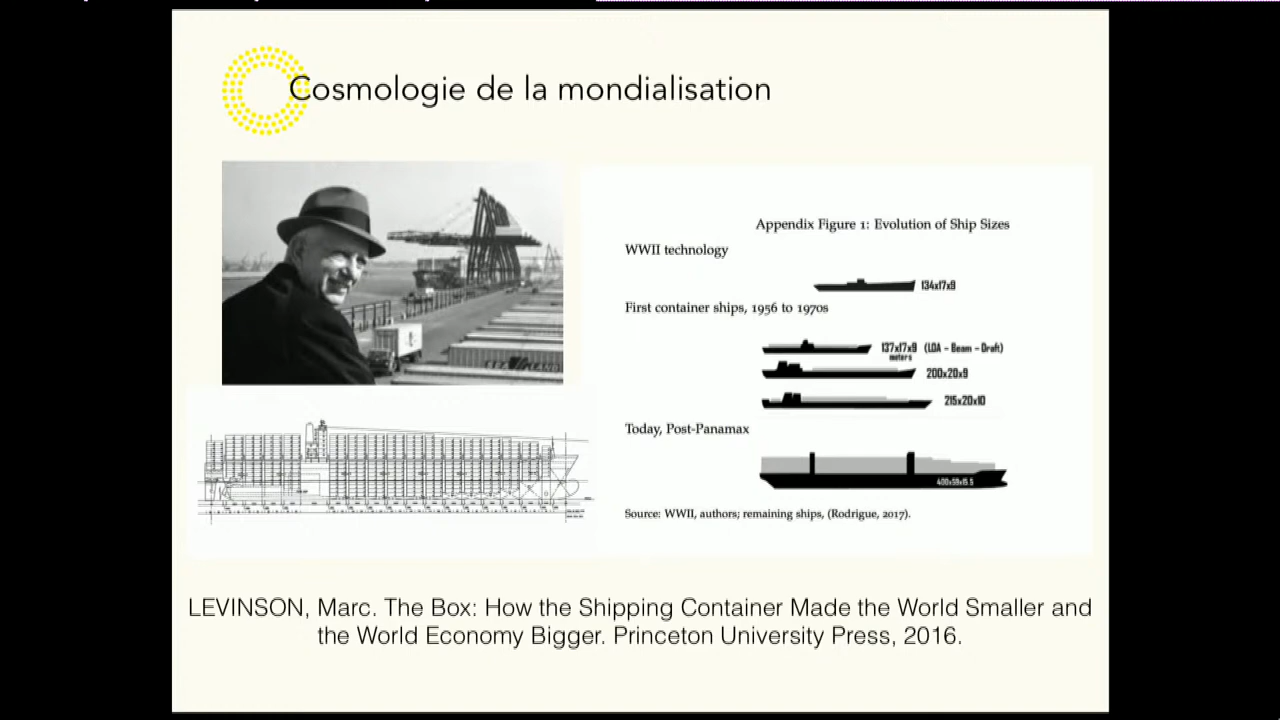 Cosmologie de la mondialisation
Appendix Figure 1: Evolution of Ship Sizes
WWII technology
134x17x9
First container ships, 1956 to 1970s
137x17x9 (LOA – Beam – Draft)
meters
200x20x9
215x20x10
Today, Post-Panamax
400x59x15.5
Source: WWII, authors; remaining ships, (Rodrigue, 2017).
LEVINSON, Marc. The Box: How the Shipping Container Made the World Smaller and
the World Economy Bigger. Princeton University Press, 2016.